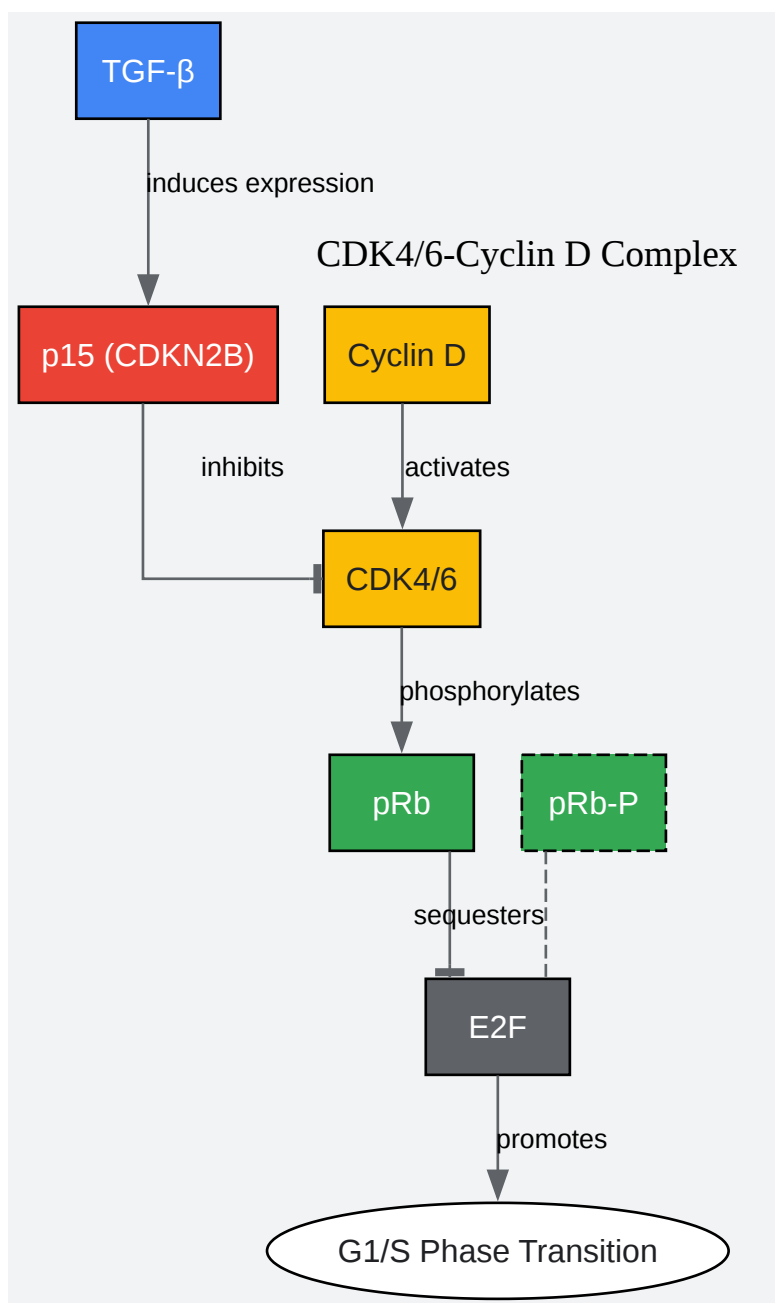 TGF-β
induces expression
CDK4/6-Cyclin D Complex
p15 (CDKN2B)
Cyclin D
inhibits
activates
CDK4/6
phosphorylates
pRb
pRb-P
sequesters
E2F
promotes
G1/S Phase Transition